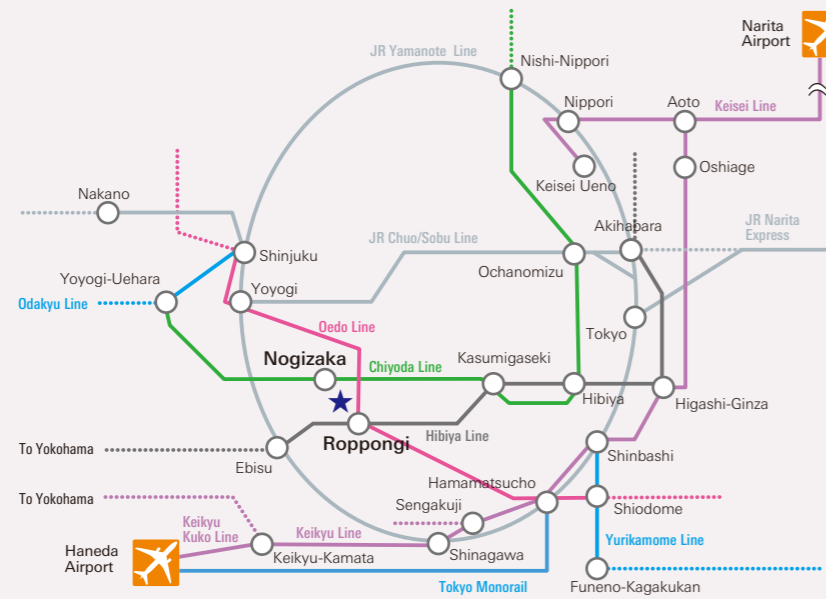 Narita
Airport
JR Yamanote Line
Nishi-Nippori
Nippori
Aoto
Keisei Line
Oshiage
Keisei Ueno
Nakano
Akihabara
JR Narita
Express
JR Chuo/Sobu Line
Shinjuku
Ochanomizu
Yoyogi-Uehara
Yoyogi
Odakyu Line
Tokyo
Oedo Line
Nogizaka
Chiyoda Line
Kasumigaseki
Hibiya
Higashi-Ginza
Roppongi
Hibiya Line
To Yokohama
Ebisu
Shinbashi
Hamamatsucho
To Yokohama
Sengakuji
Shiodome
Keikyu
Kuko Line
Keikyu Line
Yurikamome Line
Haneda
Airport
Keikyu-Kamata
Shinagawa
Tokyo Monorail
Funeno-Kagakukan